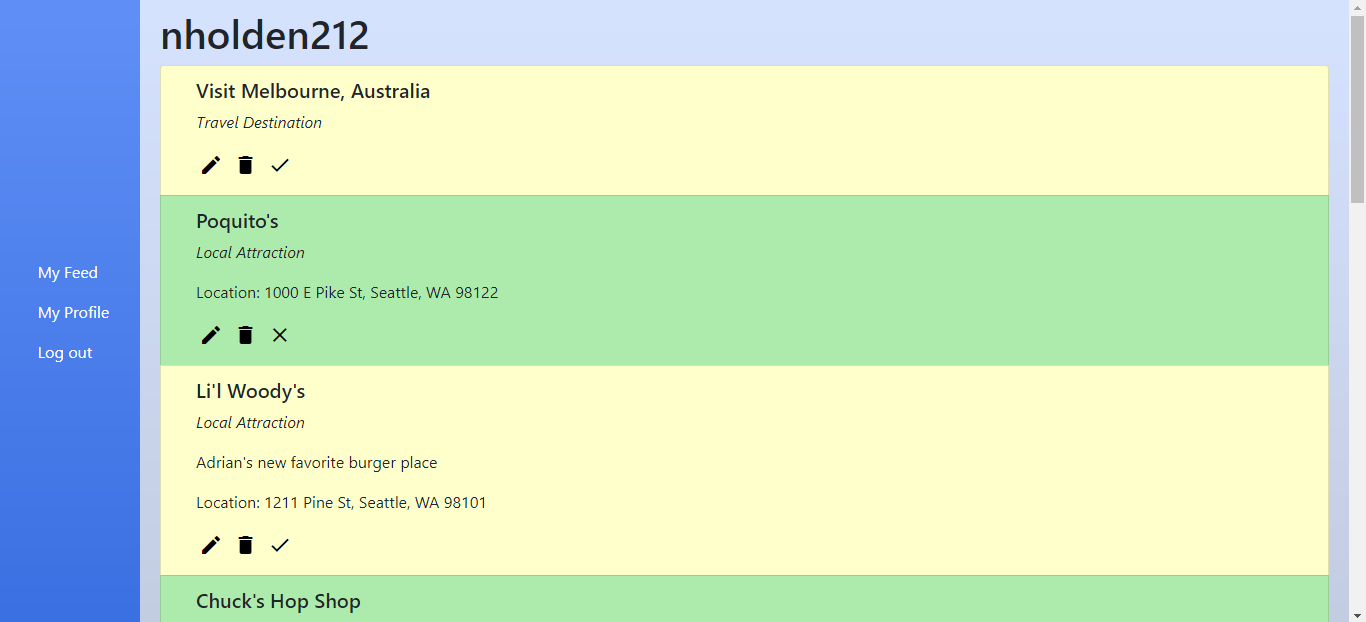 nholden212
Visit Melbourne, Australia
Travel Destination
Poquito's
Local Attraction
Location: 1000 E Pike St, Seattle, WA 98122
My Feed
My Profile
Log out
Li'l Woody's
Local Attraction
Adrian's new favorite burger place
Location: 1211 Pine St, Seattle, WA 98101
Chuck's Hop Shop